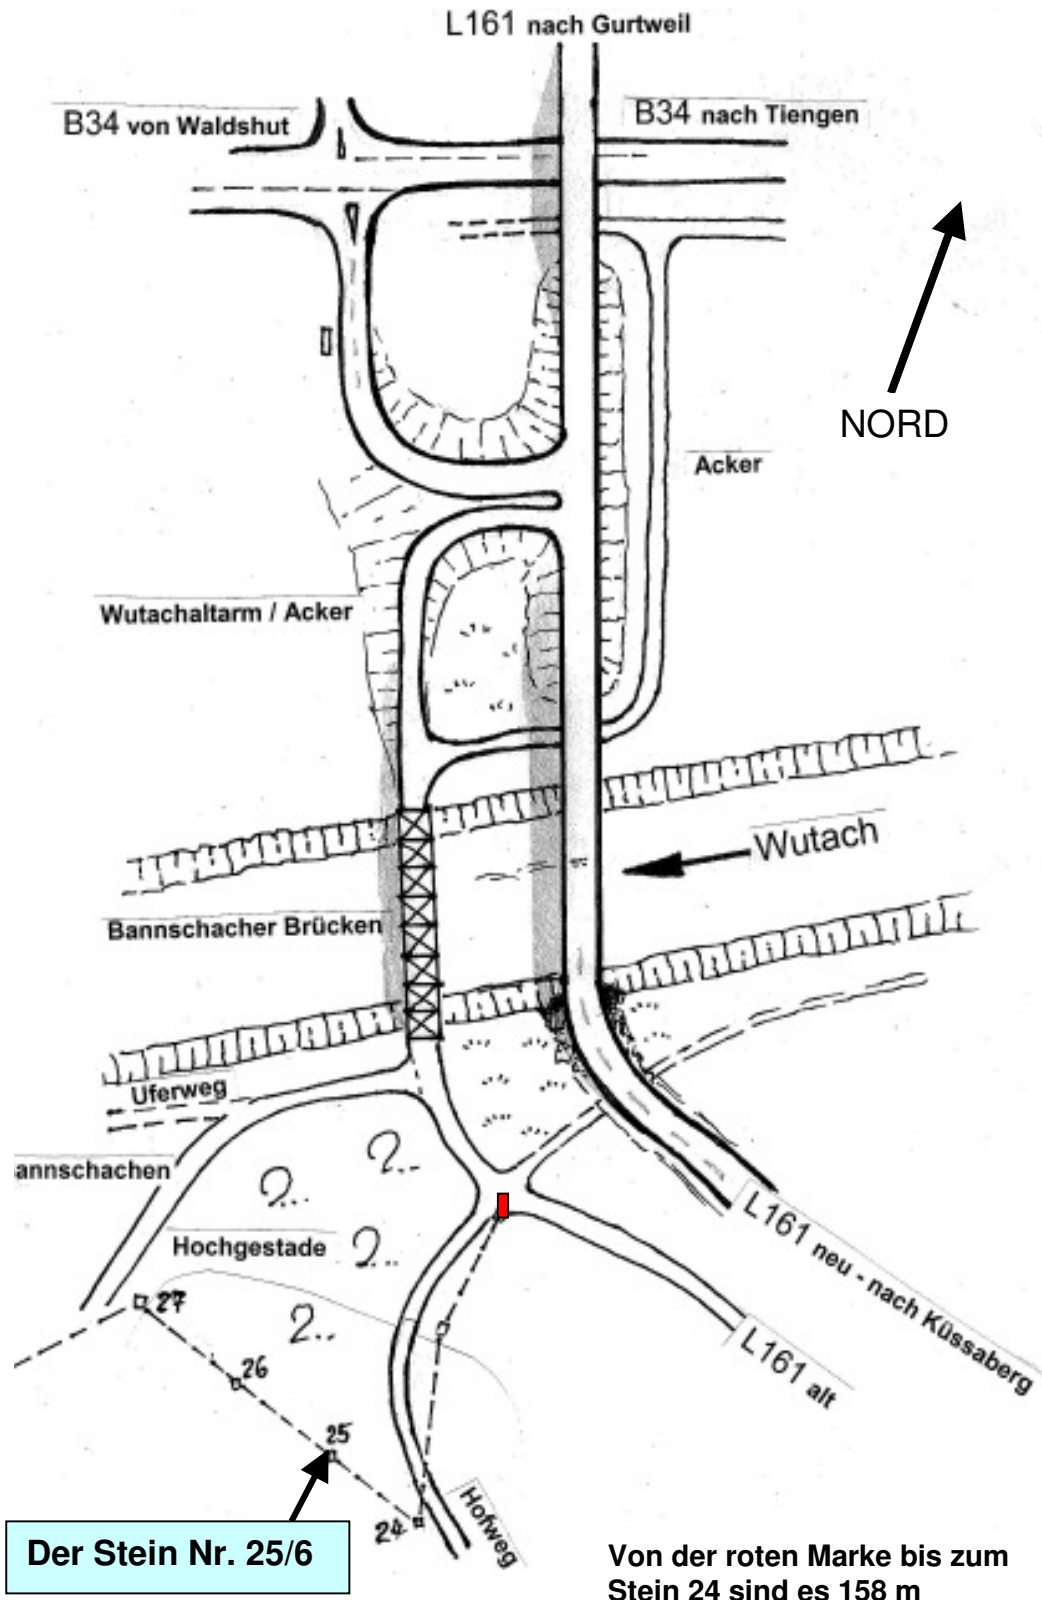 L161 nach Gurtweil
B34 von Waldshut
B34 nach Tiengen
NORD
Acker
Wutachaltarm / Acker
Wutach
Bannschacher Brücken
Uferweg
annschachen
Hochgestade
L161 neu - nach Küssaberg
27
L161 alt
26
25
24
Hofweg
Der Stein Nr. 25/6
Von der roten Marke bis zum
Stein 24 sind es 158 m